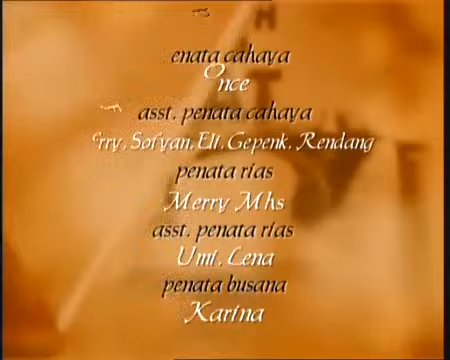 enata cahaya
Once
asst. penata cahaya
erry, Sofyan, Eli, Gepenk, Rendang
penata rias
Merry Mhs
asst. penata rias
Umi, Lena
penata busana
Karina